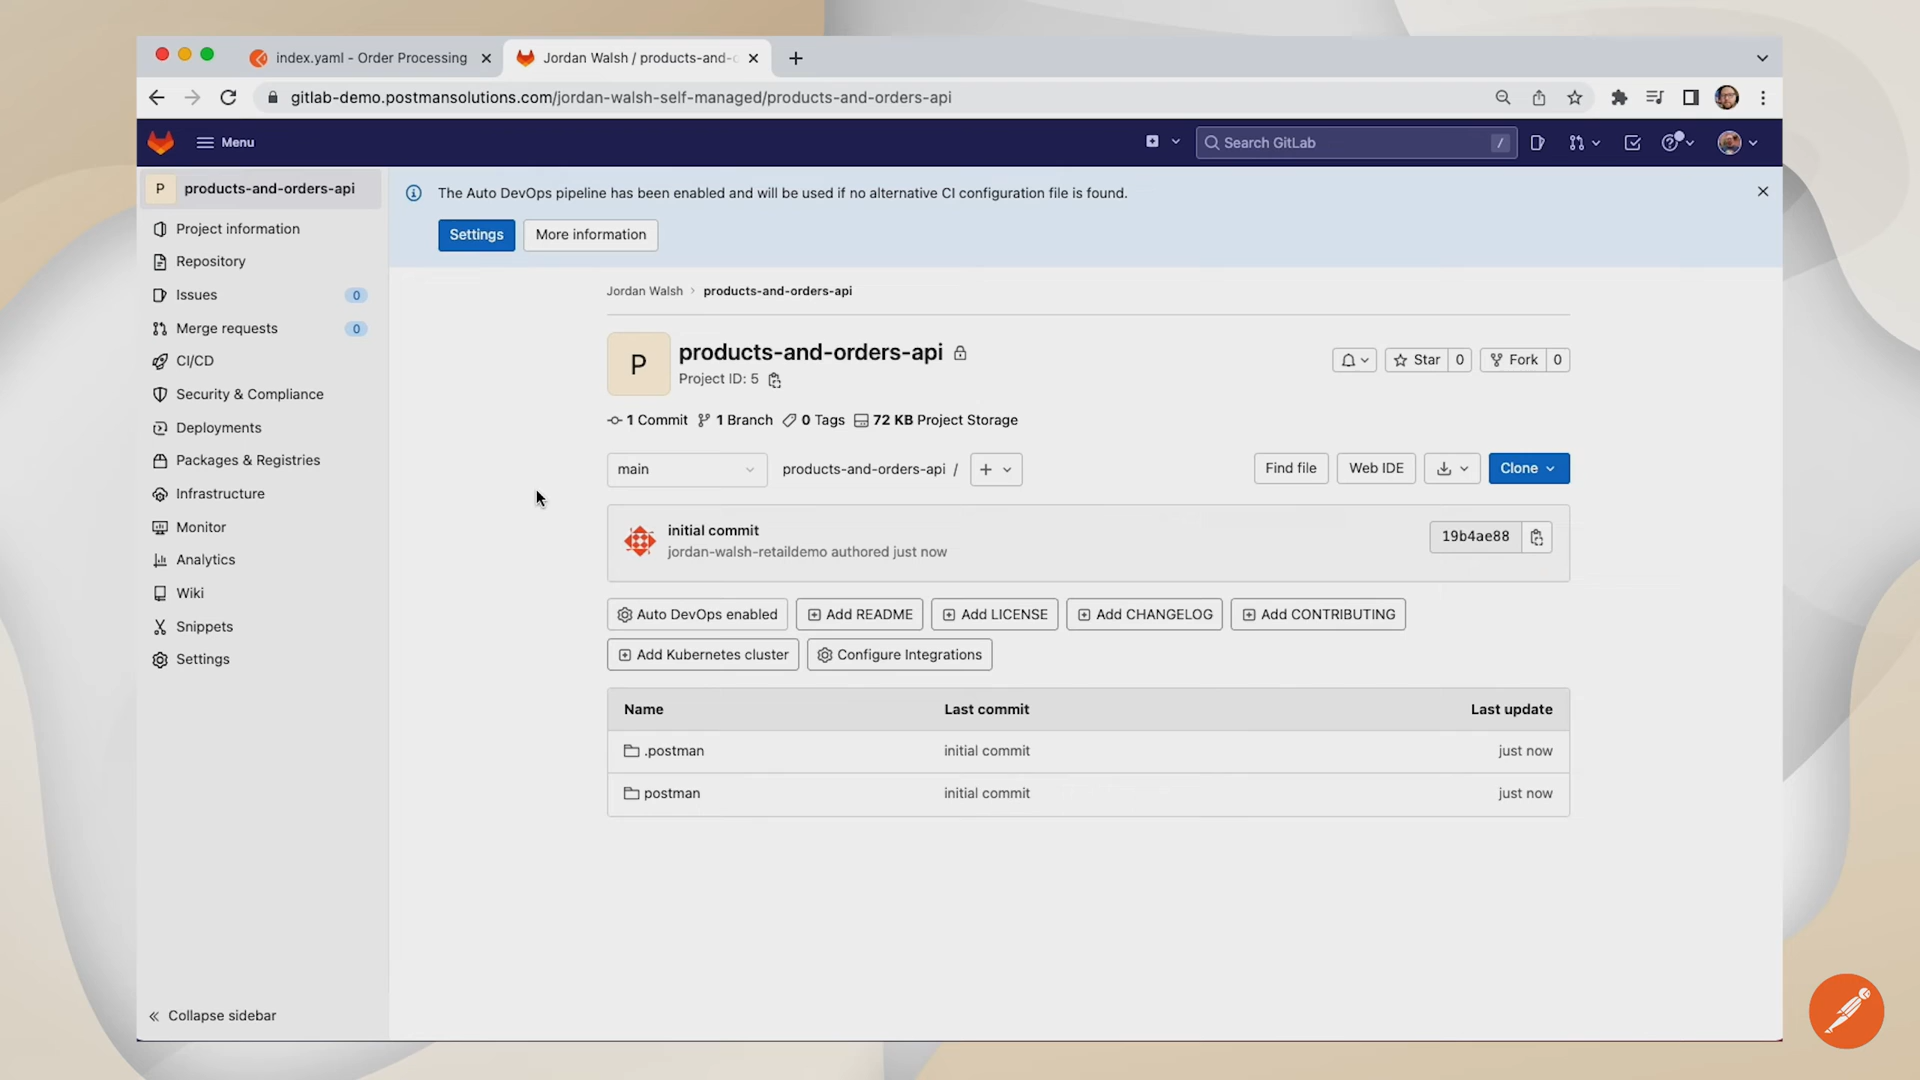 index.yaml - Order Processing
Jordan Walsh / products-and-
gitlab-demo.postmansolutions.com/jordan-walsh-self-managed/products-and-orders-api
Menu
Search GitLab
/
P
products-and-orders-api
Project information
Repository
Issues
0
Merge requests
0
CI/CD
Security & Compliance
Deployments
Packages & Registries
Infrastructure
Monitor
Analytics
Wiki
Snippets
Settings
Collapse sidebar
The Auto DevOps pipeline has been enabled and will be used if no alternative CI configuration file is found.
Settings
More information
Jordan Walsh > products-and-orders-api
P
products-and-orders-api
Project ID: 5
Star 0
Fork 0
1 Commit 1 Branch 0 Tags 72 KB Project Storage
main
products-and-orders-api /
Find file
Web IDE
Clone
initial commit
jordan-walsh-retaildemo authored just now
19b4ae88
Auto DevOps enabled
Add README
Add LICENSE
Add CHANGELOG
Add CONTRIBUTING
Add Kubernetes cluster
Configure Integrations
Name Last commit Last update
.postman initial commit just now
postman initial commit just now